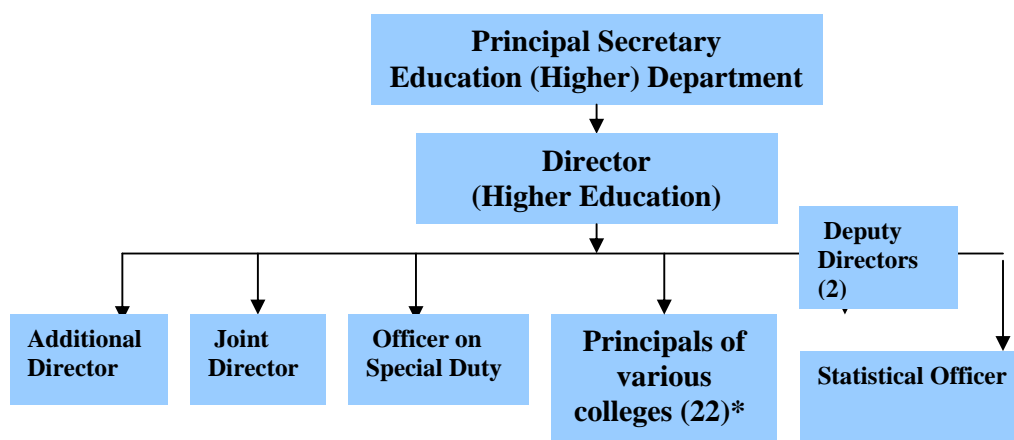 Principal Secretary
Education (Higher) Department
Director
(Higher Education)
Additional
Director
Joint
Director
Officer on
Special Duty
Principals of
various
colleges (22)*
Deputy
Directors
(2)
Statistical Officer